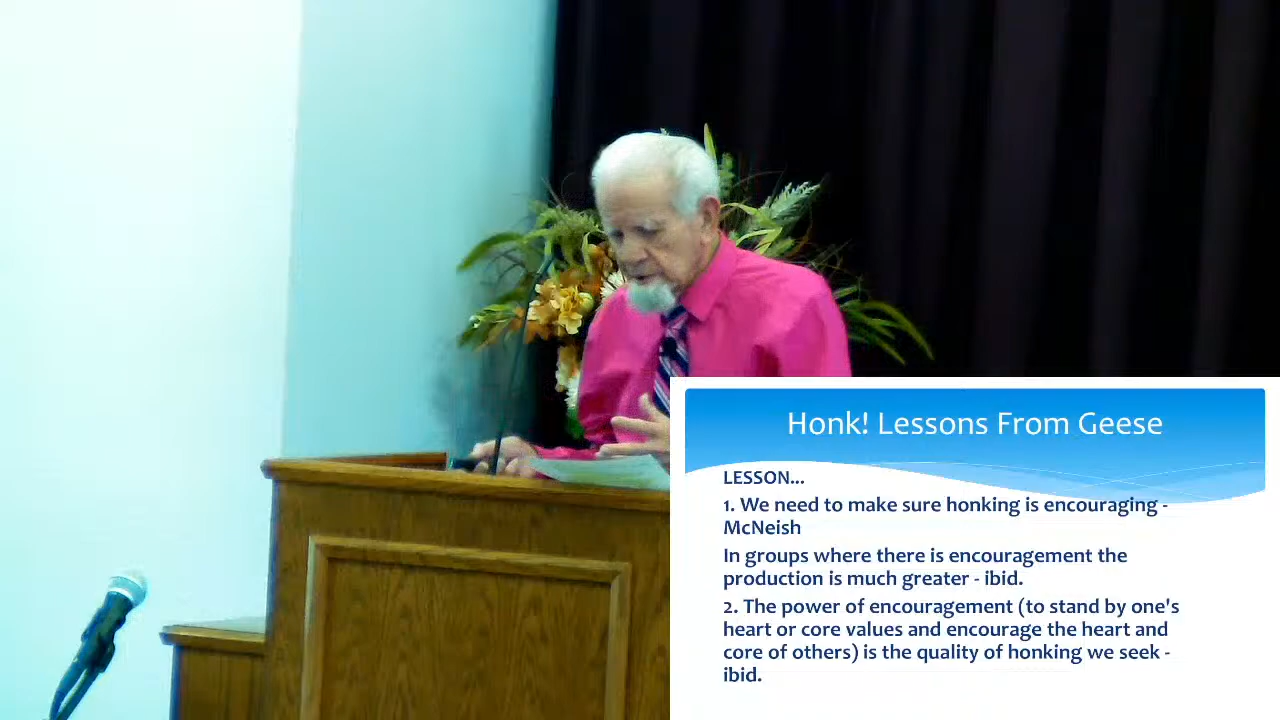 Honk! Lessons From Geese
LESSON...
1. We need to make sure honking is encouraging -
McNeish
In groups where there is encouragement the
production is much greater - ibid.
2. The power of encouragement (to stand by one's
heart or core values and encourage the heart and
core of others) is the quality of honking we seek -
ibid.